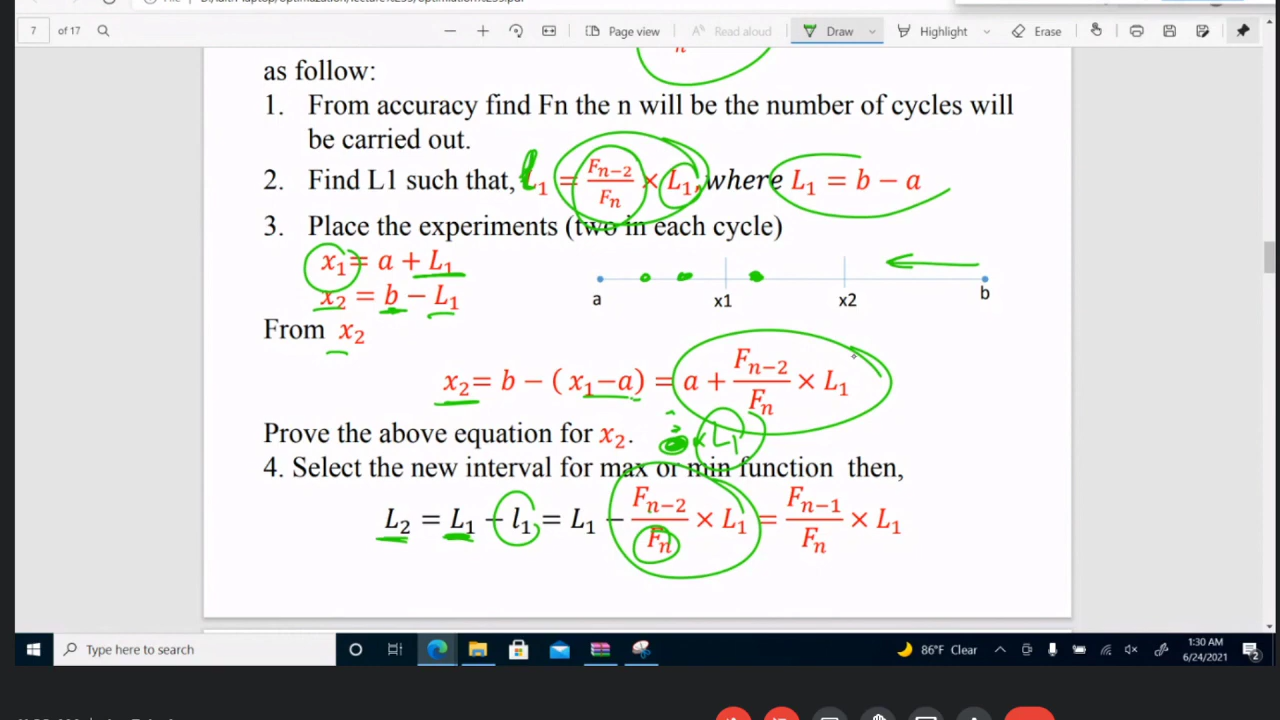 7 of 17 Page view Read aloud Draw Highlight Erase
n
as follow:
1. From accuracy find Fn the n will be the number of cycles will
be carried out.
2. Find L1 such that, l₁ = Fₙ₋₂/Fₙ × L₁, where L₁ = b − a
3. Place the experiments (two in each cycle)
x₁ = a + L₁
x₂ = b − L₁
a x1 x2 b
From x₂
x₂ = b − ( x₁−a) = a + Fₙ₋₂/Fₙ × L₁
Prove the above equation for x₂. × L₁
4. Select the new interval for max or min function then,
L₂ = L₁ − l₁ = L₁ − Fₙ₋₂/Fₙ × L₁ = Fₙ₋₁/Fₙ × L₁
Type here to search 86°F Clear 1:30 AM
6/24/2021 2